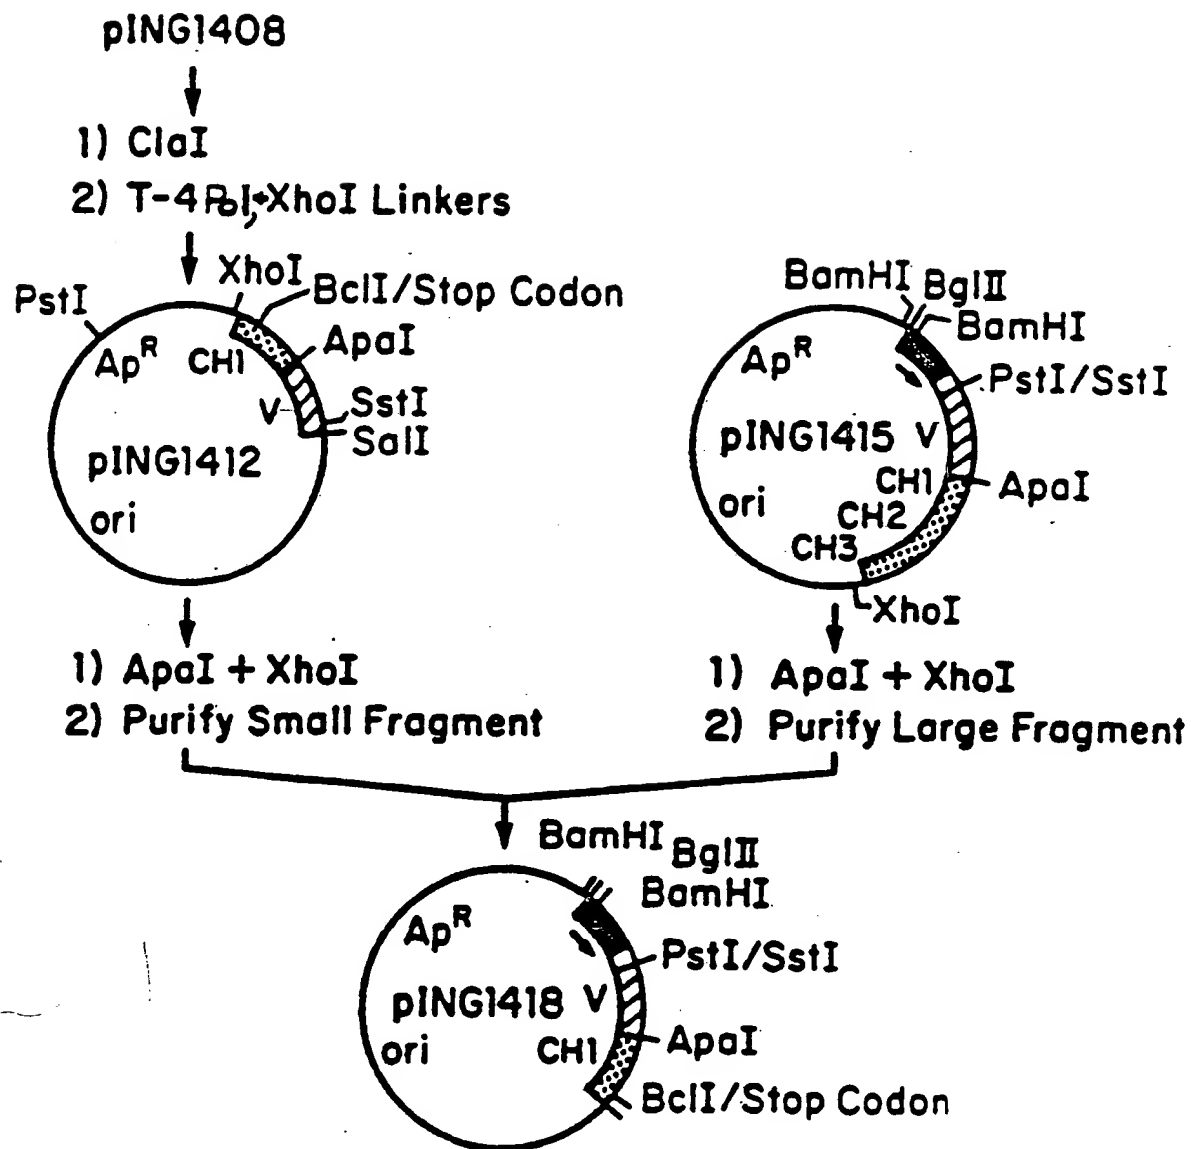 pING1408
1) ClaI
2) T-4 Pol, + XhoI Linkers
PstI
XhoI
BclI/Stop Codon
ApaI
SstI
SalI
Ap^R
CH1
V
pING1412
ori
BamHI
BglII
BamHI
PstI/SstI
Ap^R
pING1415
V
CH1
CH2
CH3
ori
ApaI
XhoI
1) ApaI + XhoI
2) Purify Small Fragment
1) ApaI + XhoI
2) Purify Large Fragment
BamHI
BglII
BamHI
PstI/SstI
Ap^R
pING1418
V
CH1
ori
ApaI
BclI/Stop Codon